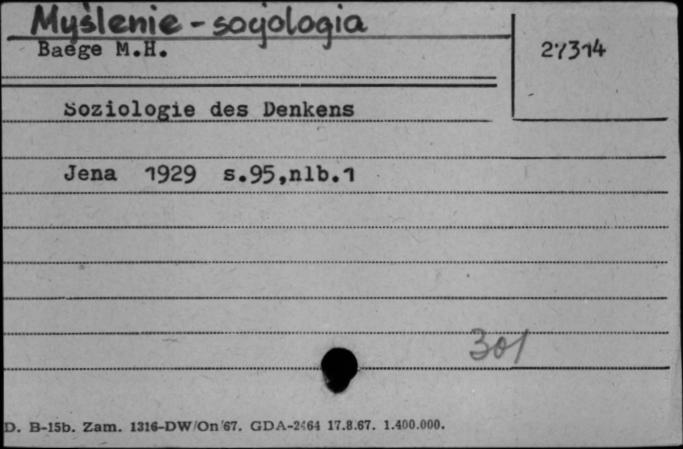 Myślenie - socjologia
Baege M.H.
27314
Soziologie des Denkens
Jena 1929 s.95,nlb.1
301
D. B-15b. Zam. 1316-DW/On/67. GDA-2464 17.8.67. 1.400.000.